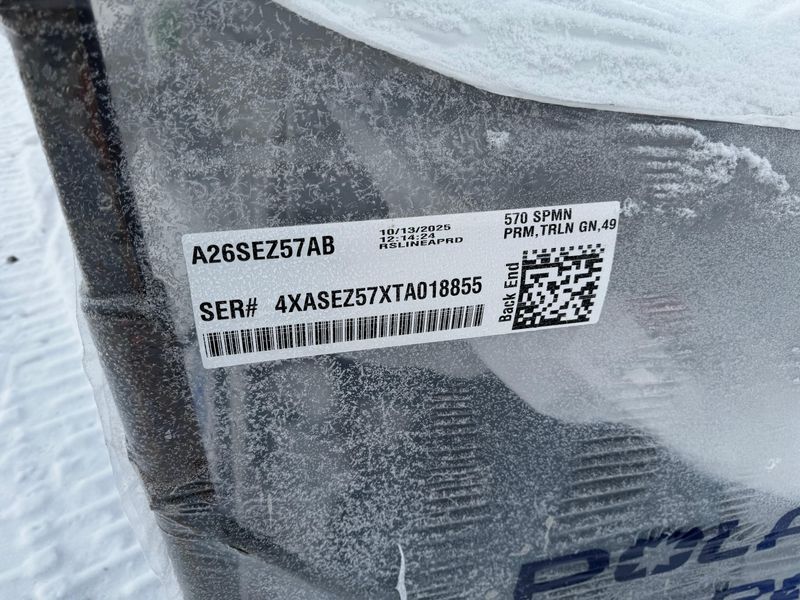 A26SEZ57AB
10/13/2025
12:14:24
RSLINEAPRD
570 SPMN
PRM,TRLN GN,49
SER# 4XASEZ57XTA018855
Back End